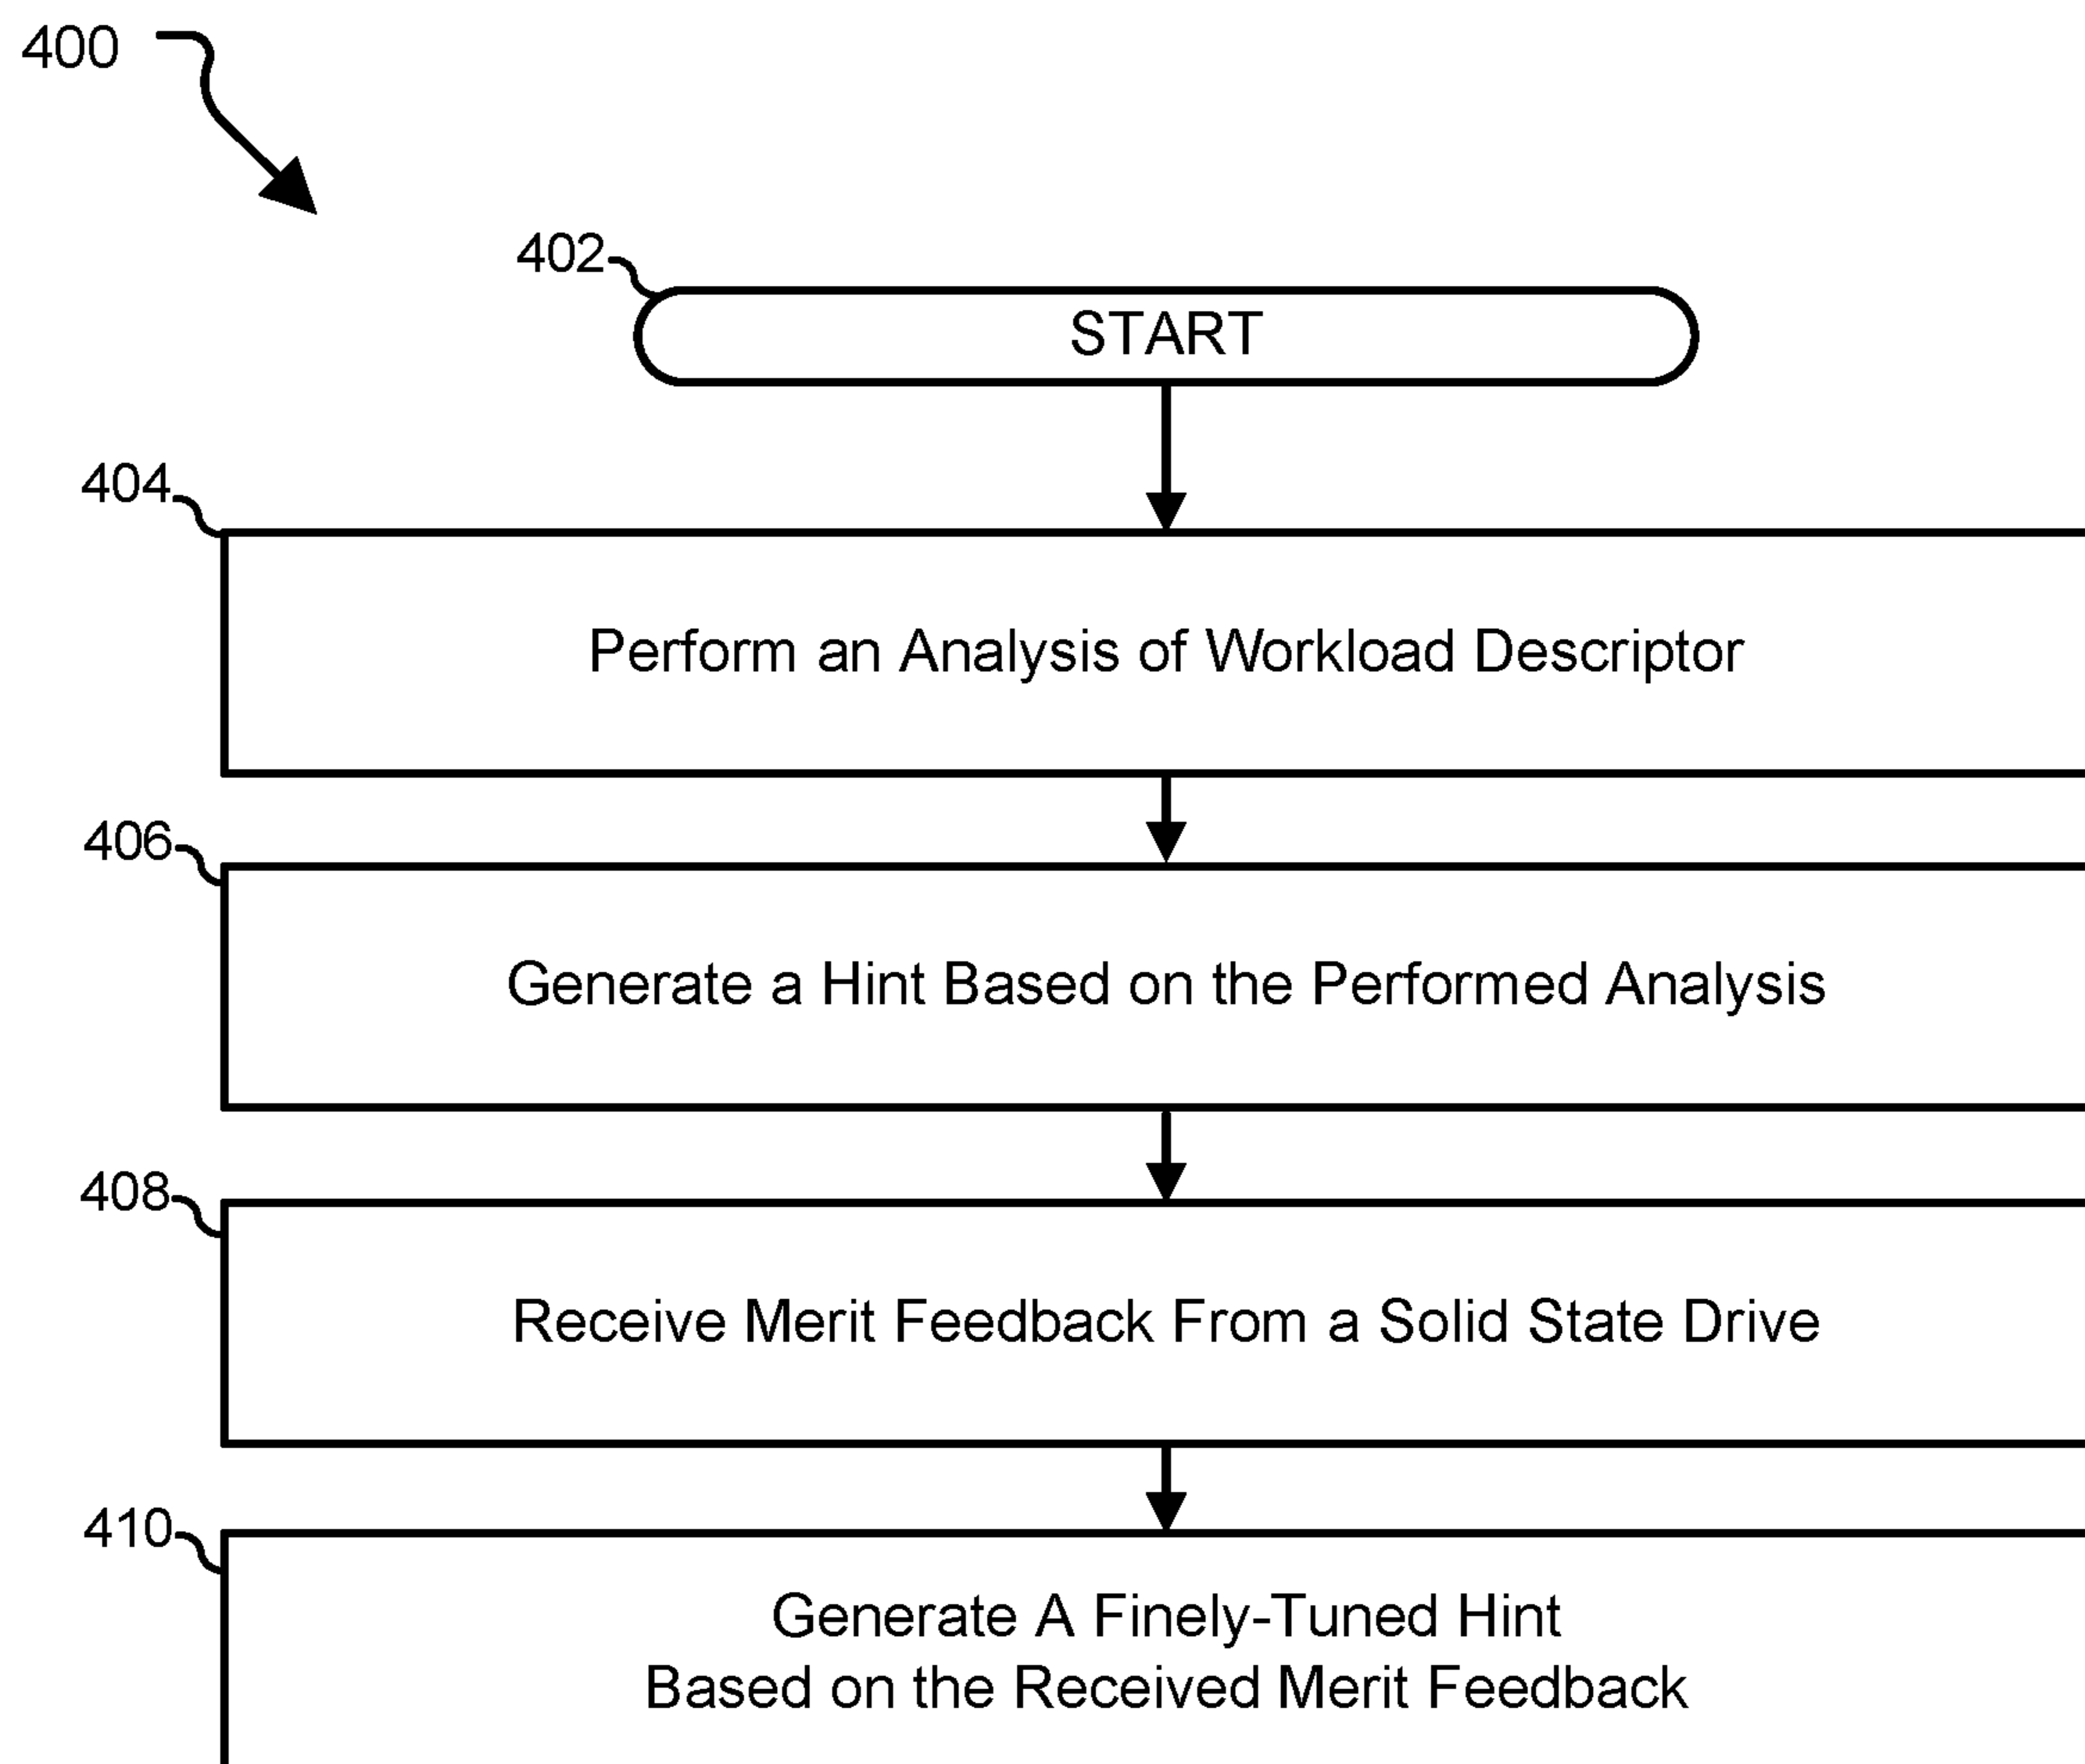 400
402
START
404
Perform an Analysis of Workload Descriptor
406
Generate a Hint Based on the Performed Analysis
408
Receive Merit Feedback From a Solid State Drive
410
Generate A Finely-Tuned Hint
Based on the Received Merit Feedback